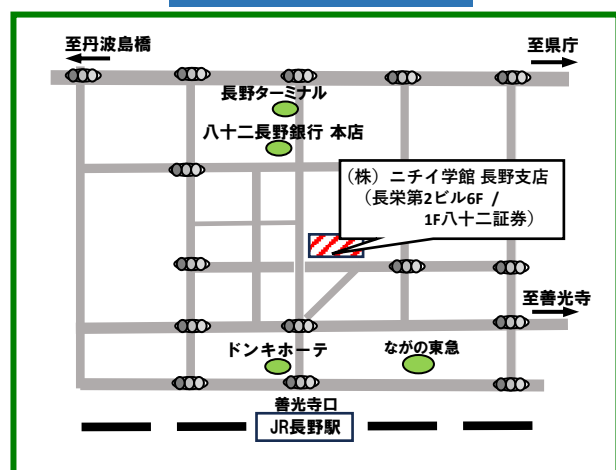 至丹波島橋
至県庁
長野ターミナル
八十二長野銀行 本店
(株)ニチイ学館 長野支店
(長栄第2ビル6F /
1F八十二証券)
至善光寺
ドンキホーテ
ながの東急
善光寺口
JR長野駅